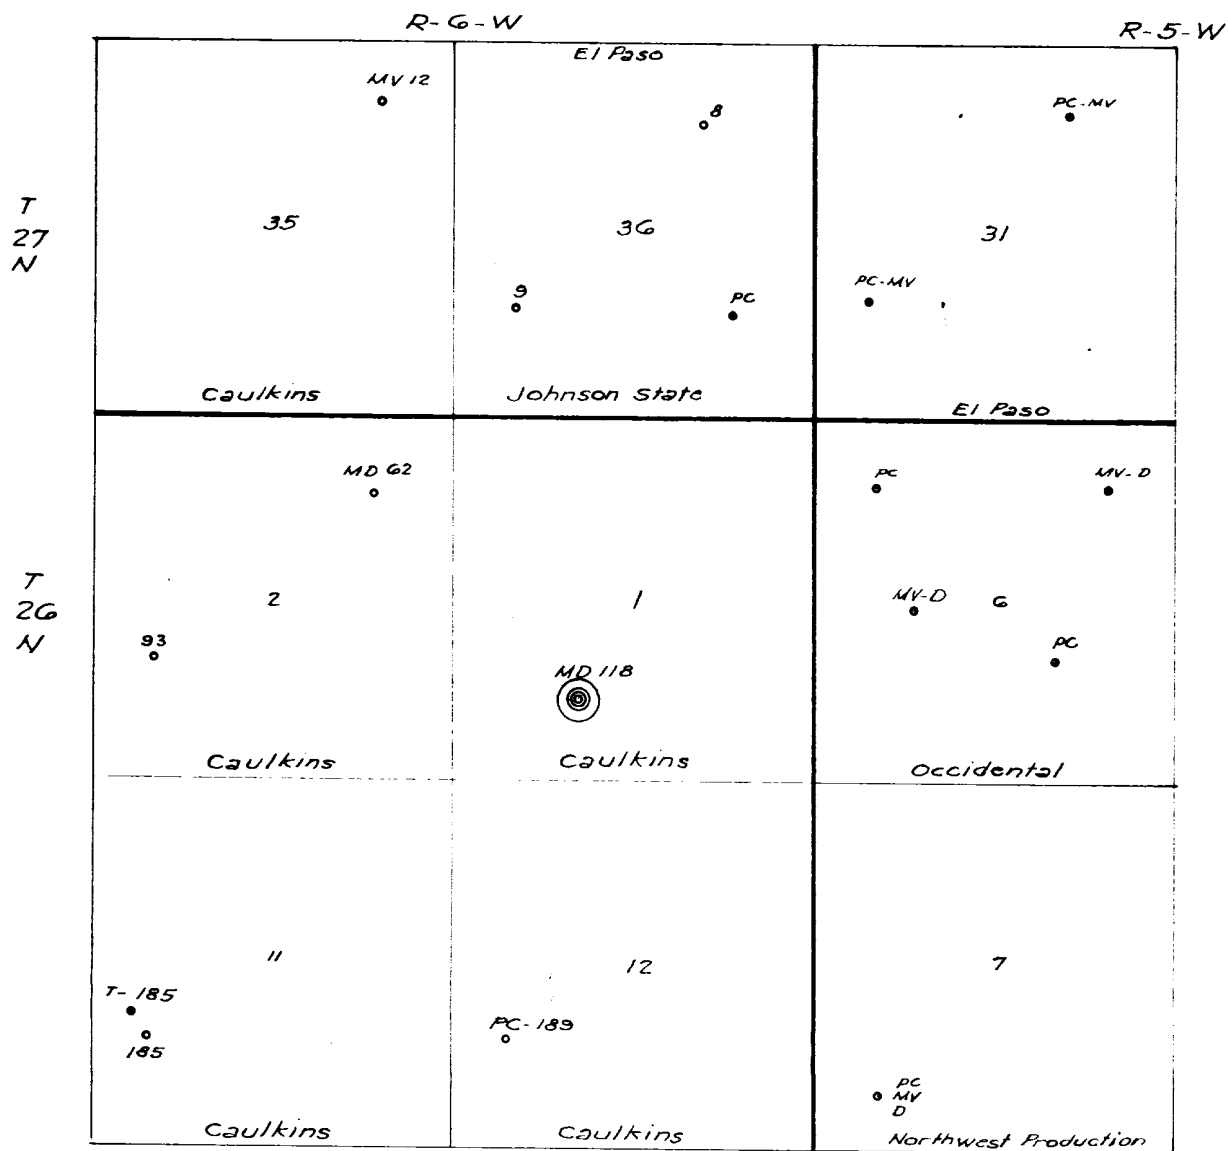 R-6-W
R-5-W
El Paso
MV 12
8
PC-MV
T
27
N
35
36
31
9
PC
PC-MV
Caulkins
Johnson State
El Paso
MD 62
PC
MV-D
T
26
N
2
1
MV-D
6
93
PC
MD 118
Caulkins
Caulkins
Occidental
11
12
7
T-185
185
PC-189
PC
MV
D
Caulkins
Caulkins
Northwest Production